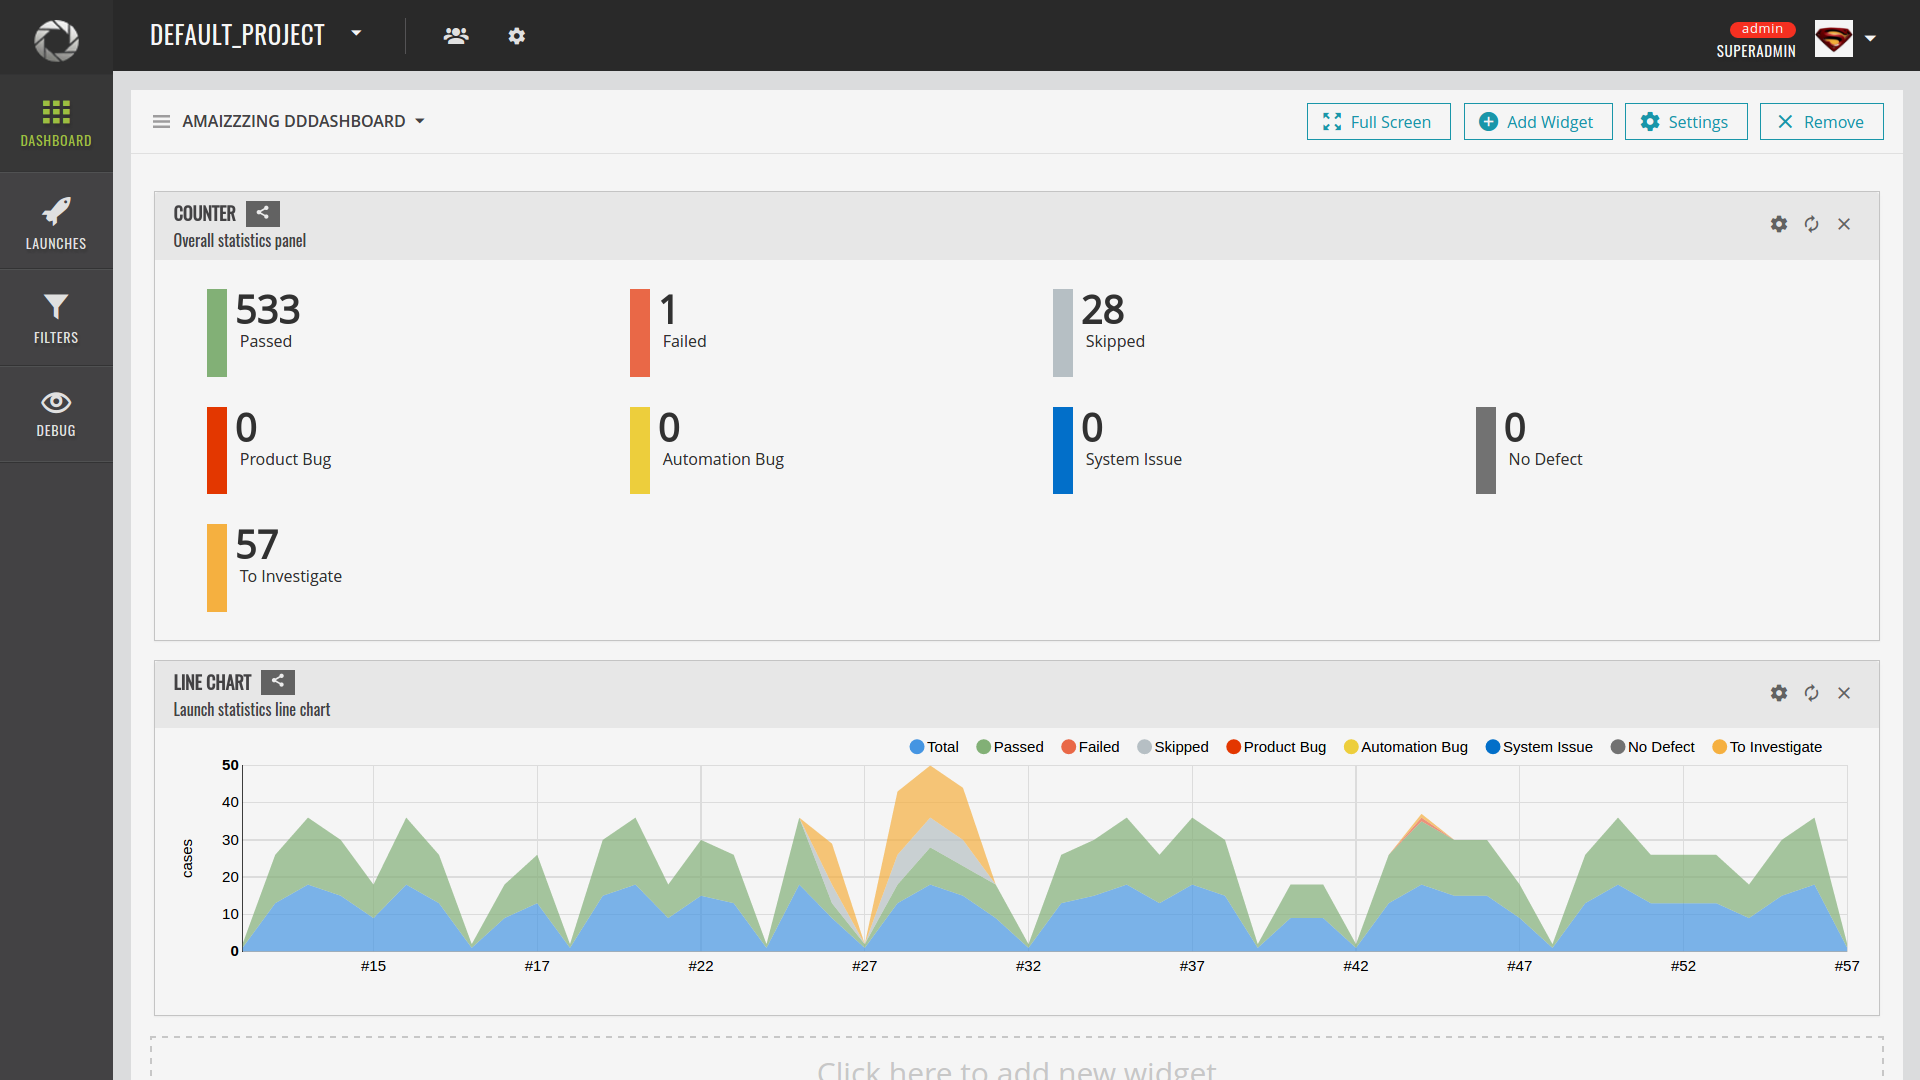 DEFAULT_PROJECT
admin
SUPERADMIN
DASHBOARD
LAUNCHES
FILTERS
DEBUG
AMAIZZZING DDDASHBOARD
Full Screen
Add Widget
Settings
Remove
COUNTER
Overall statistics panel
533
Passed
1
Failed
28
Skipped
0
Product Bug
0
Automation Bug
0
System Issue
0
No Defect
57
To Investigate
LINE CHART
Launch statistics line chart
Total Passed Failed Skipped Product Bug Automation Bug System Issue No Defect To Investigate
50
40
30
20
10
0
cases
#15 #17 #22 #27 #32 #37 #42 #47 #52 #57
Click here to add new widget